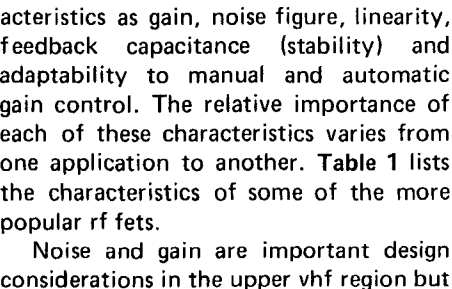 acteristics as gain, noise figure, linearity,
feedback capacitance (stability) and
adaptability to manual and automatic
gain control. The relative importance of
each of these characteristics varies from
one application to another. Table 1 lists
the characteristics of some of the more
popular rf fets.
Noise and gain are important design
considerations in the upper vhf region but